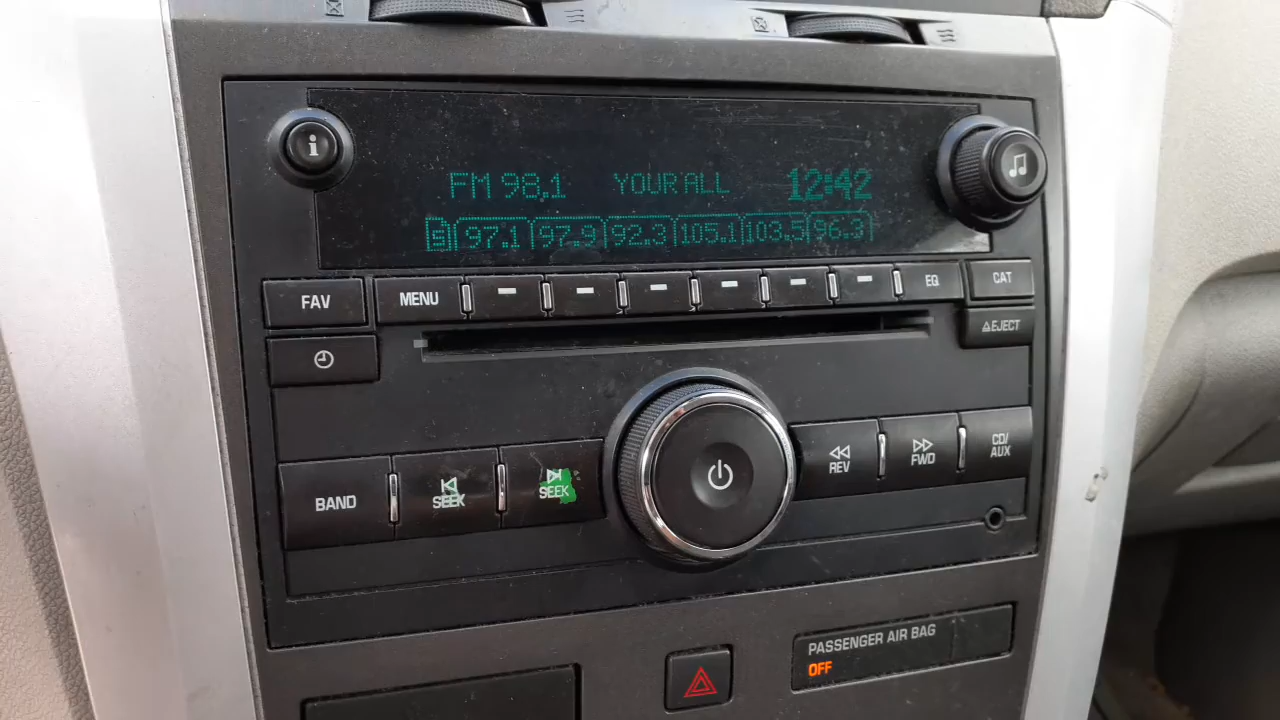 i
FM 98.1 YOUR ALL 12:42
97.1 97.9 92.3 105.1 103.5 96.3
FAV MENU EQ CAT
EJECT
BAND SEEK SEEK REV FWD CD/
AUX
PASSENGER AIR BAG
OFF